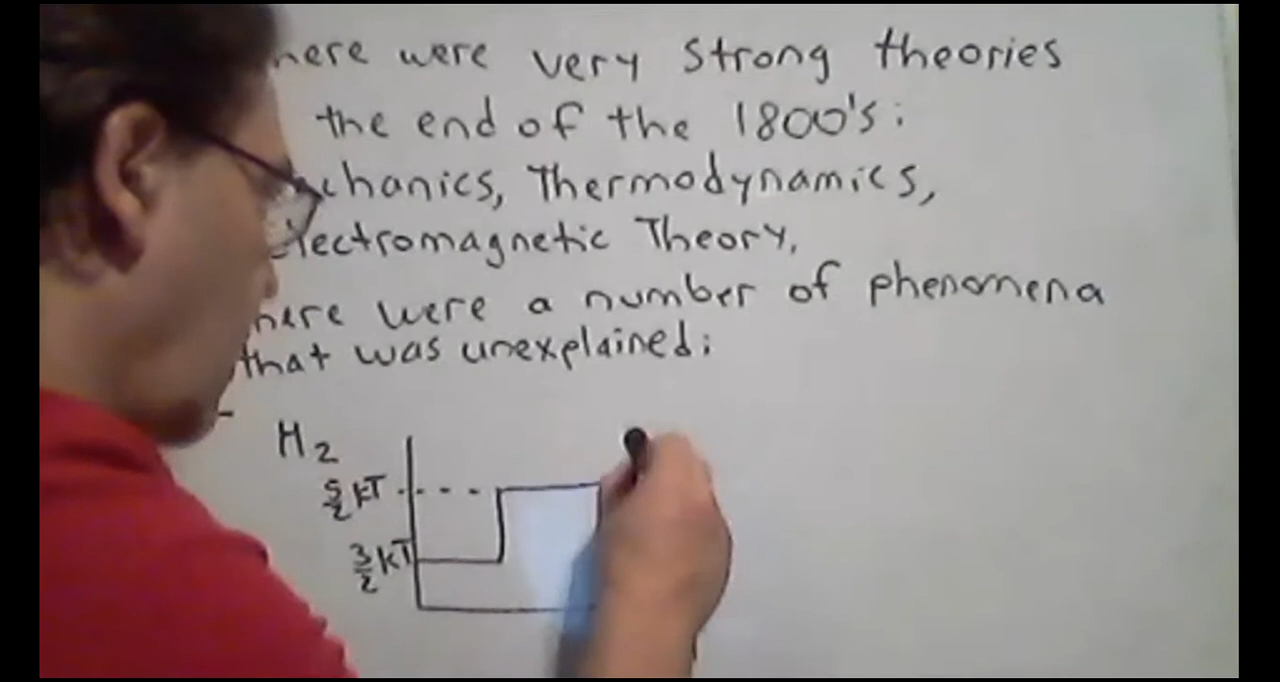 here were very strong theories
the end of the 1800's:
chanics, Thermodynamics,
lectromagnetic Theory,
here were a number of phenomena
that was unexplained:
- H2
5/2 kT
3/2 kT